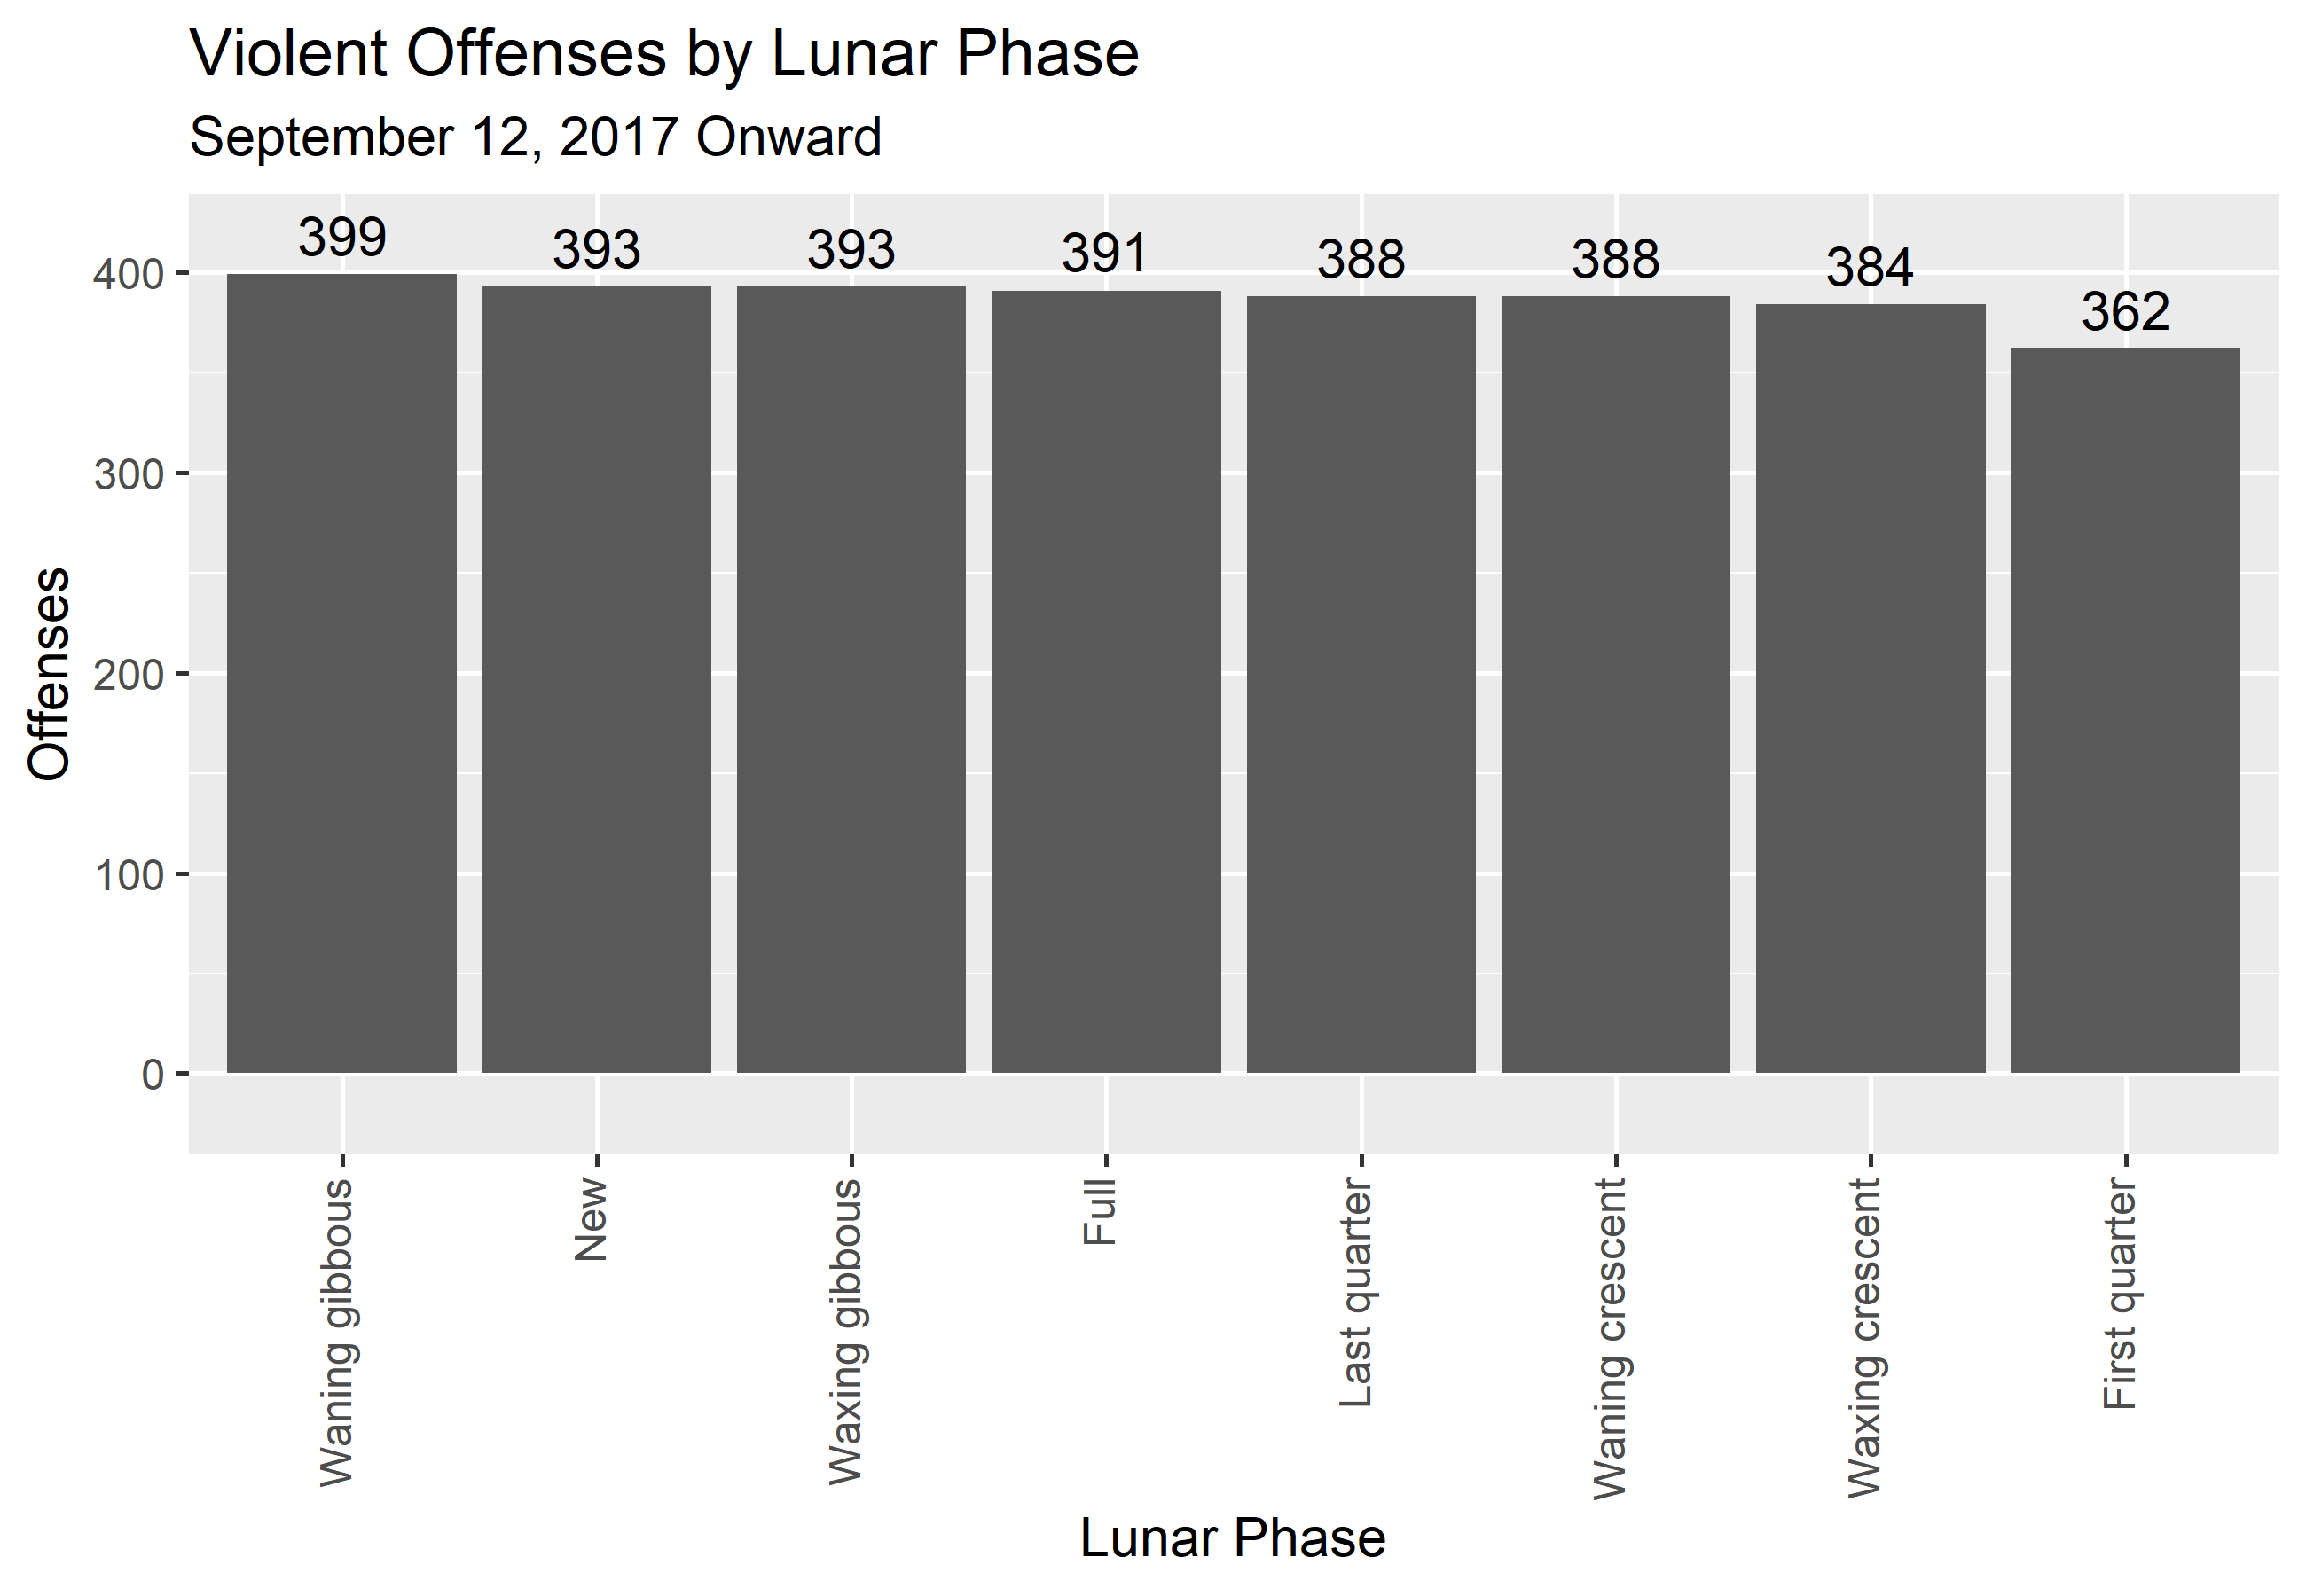 Violent Offenses by Lunar Phase
September 12, 2017 Onward
399
393
393
391
388
388
384
362
400
300
200
100
0
Offenses
Waning gibbous
New
Waxing gibbous
Full
Last quarter
Waning crescent
Waxing crescent
First quarter
Lunar Phase